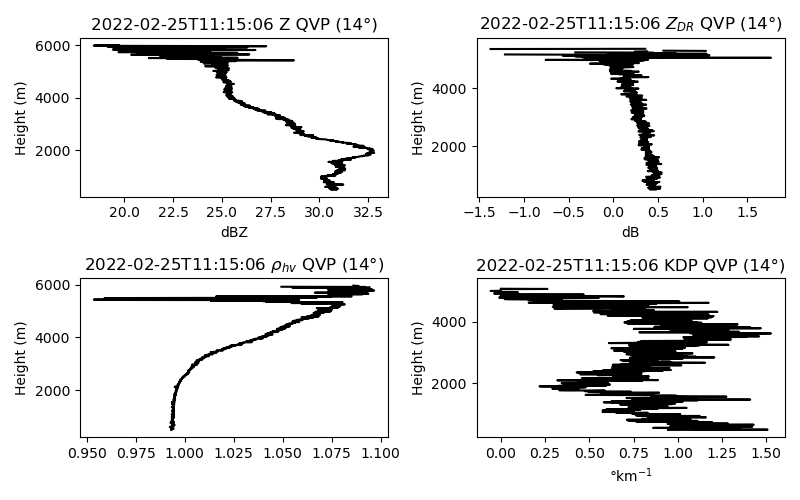 2022-02-25T11:15:06 Z QVP (14°)
Height (m)
6000
4000
2000
20.0 22.5 25.0 27.5 30.0 32.5
dBZ
2022-02-25T11:15:06 Z_DR QVP (14°)
Height (m)
4000
2000
−1.5 −1.0 −0.5 0.0 0.5 1.0 1.5
dB
2022-02-25T11:15:06 ρ_hv QVP (14°)
Height (m)
6000
4000
2000
0.950 0.975 1.000 1.025 1.050 1.075 1.100
2022-02-25T11:15:06 KDP QVP (14°)
Height (m)
4000
2000
0.00 0.25 0.50 0.75 1.00 1.25 1.50
°km⁻¹